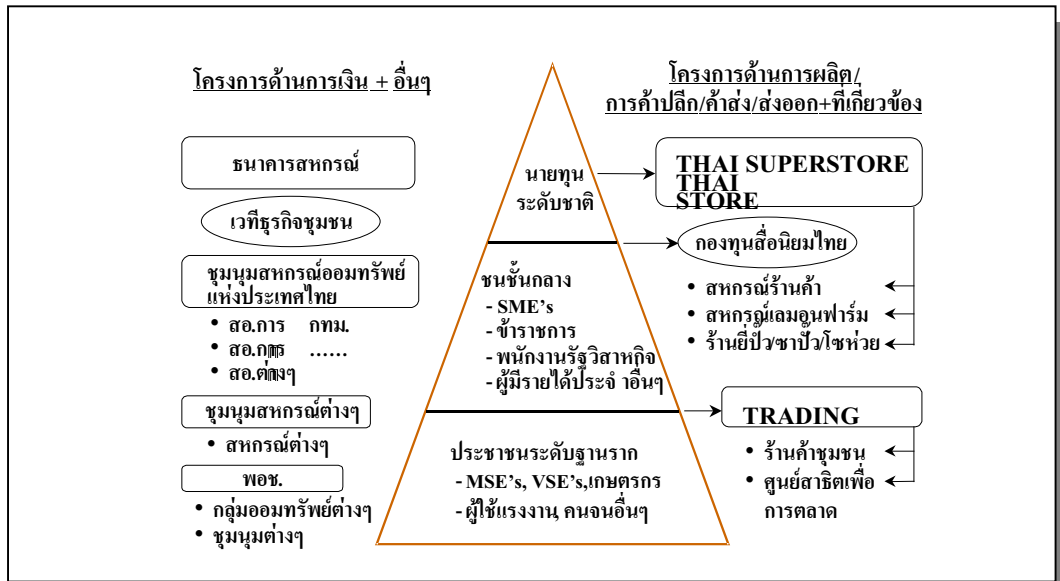 โครงการด้านการเงิน + อื่นๆ
ธนาคารสหกรณ์
เวทีธุรกิจชุมชน
ชุมนุมสหกรณ์ออมทรัพย์
แห่งประเทศไทย
• สอ.การ กทม.
• สอ.การ ......
• สอ.ต่างๆ
ชุมนุมสหกรณ์ต่างๆ
• สหกรณ์ต่างๆ
พอช.
• กลุ่มออมทรัพย์ต่างๆ
• ชุมนุมต่างๆ
นายทุน
ระดับชาติ
ชนชั้นกลาง
- SME's
- ข้าราชการ
- พนักงานรัฐวิสาหกิจ
- ผู้มีรายได้ประจำอื่นๆ
ประชาชนระดับฐานราก
- MSE's, VSE's,เกษตรกร
- ผู้ใช้แรงงาน, คนจนอื่นๆ
โครงการด้านการผลิต/
การค้าปลีก/ค้าส่ง/ส่งออก+ที่เกี่ยวข้อง
THAI SUPERSTORE
THAI
STORE
กองทุนสื่อนิยมไทย
• สหกรณ์ร้านค้า
• สหกรณ์เลมอนฟาร์ม
• ร้านยี่ปั๊ว/ซาปั๊ว/โชห่วย
TRADING
• ร้านค้าชุมชน
• ศูนย์สาธิตเพื่อ
การตลาด